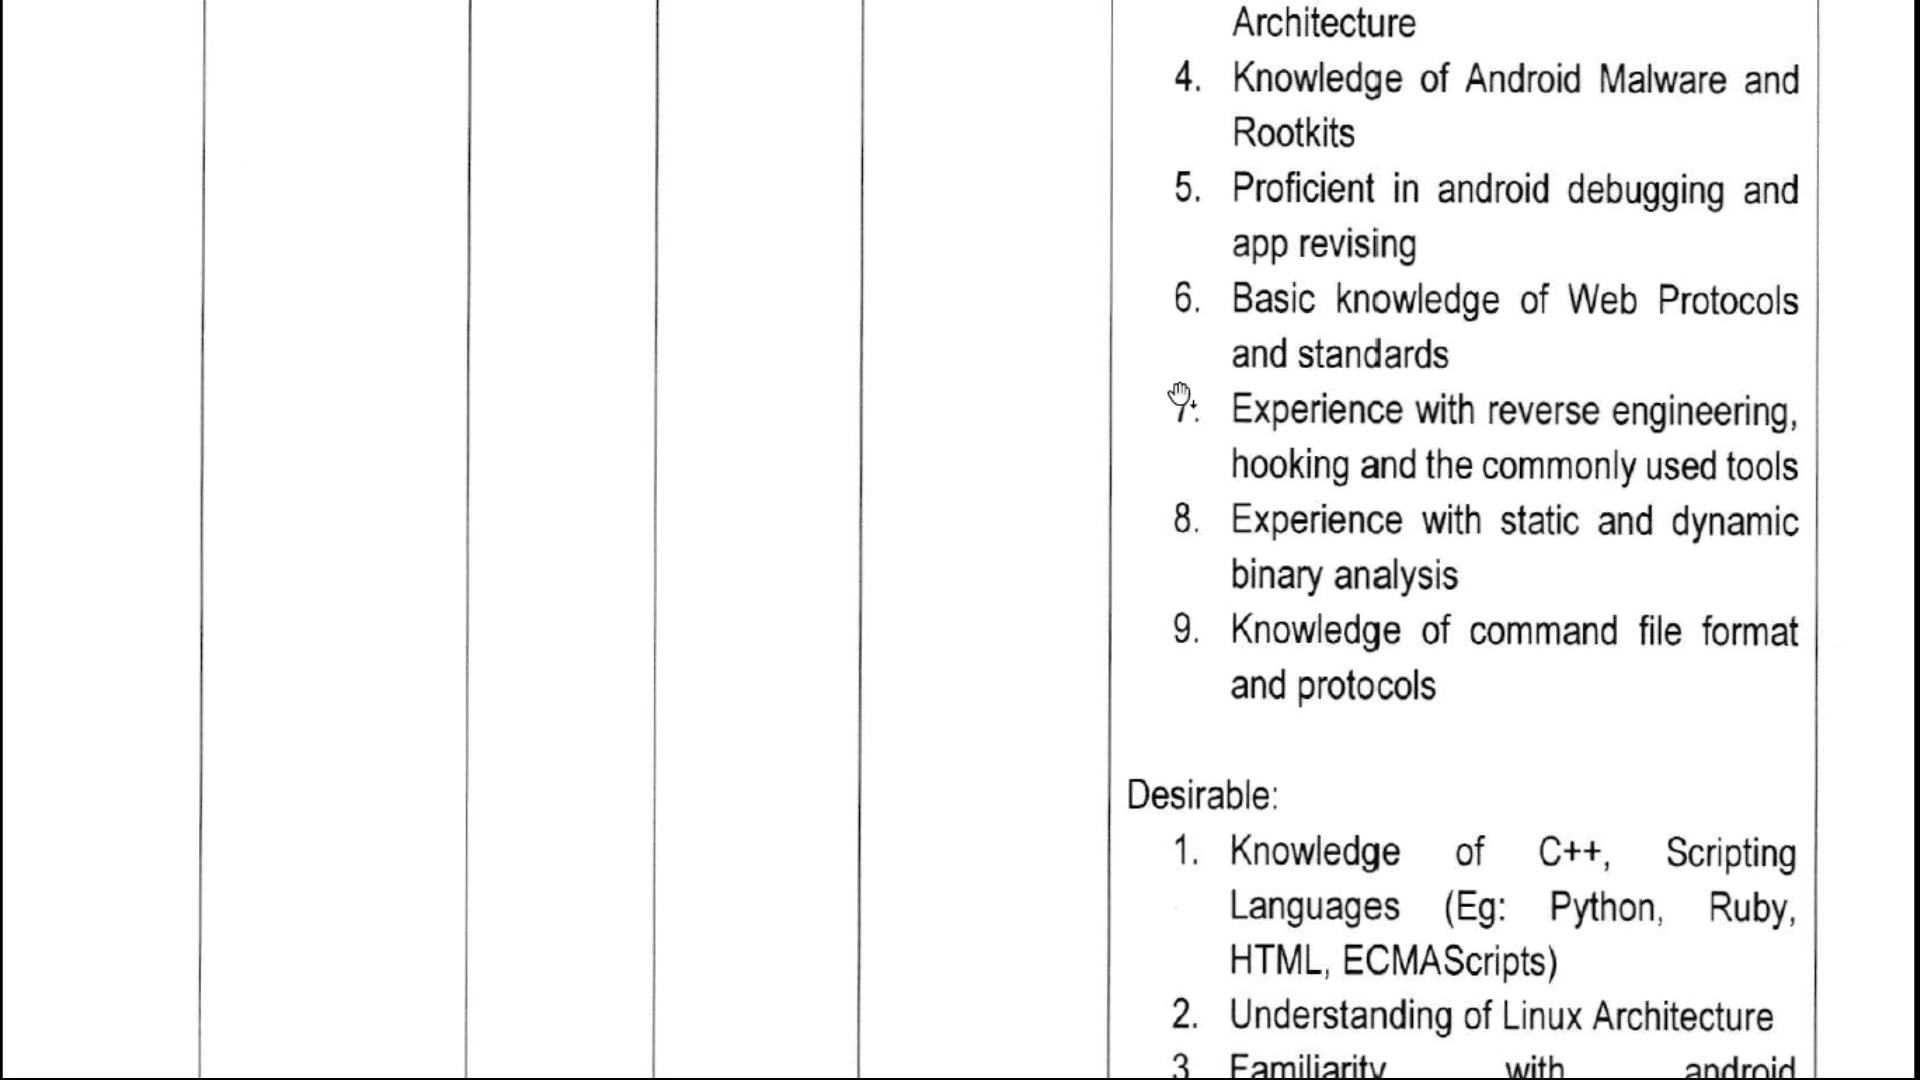 Architecture
4. Knowledge of Android Malware and
Rootkits
5. Proficient in android debugging and
app revising
6. Basic knowledge of Web Protocols
and standards
7. Experience with reverse engineering,
hooking and the commonly used tools
8. Experience with static and dynamic
binary analysis
9. Knowledge of command file format
and protocols
Desirable:
1. Knowledge of C++, Scripting
Languages (Eg: Python, Ruby,
HTML, ECMAScripts)
2. Understanding of Linux Architecture
3 Familiarity with android